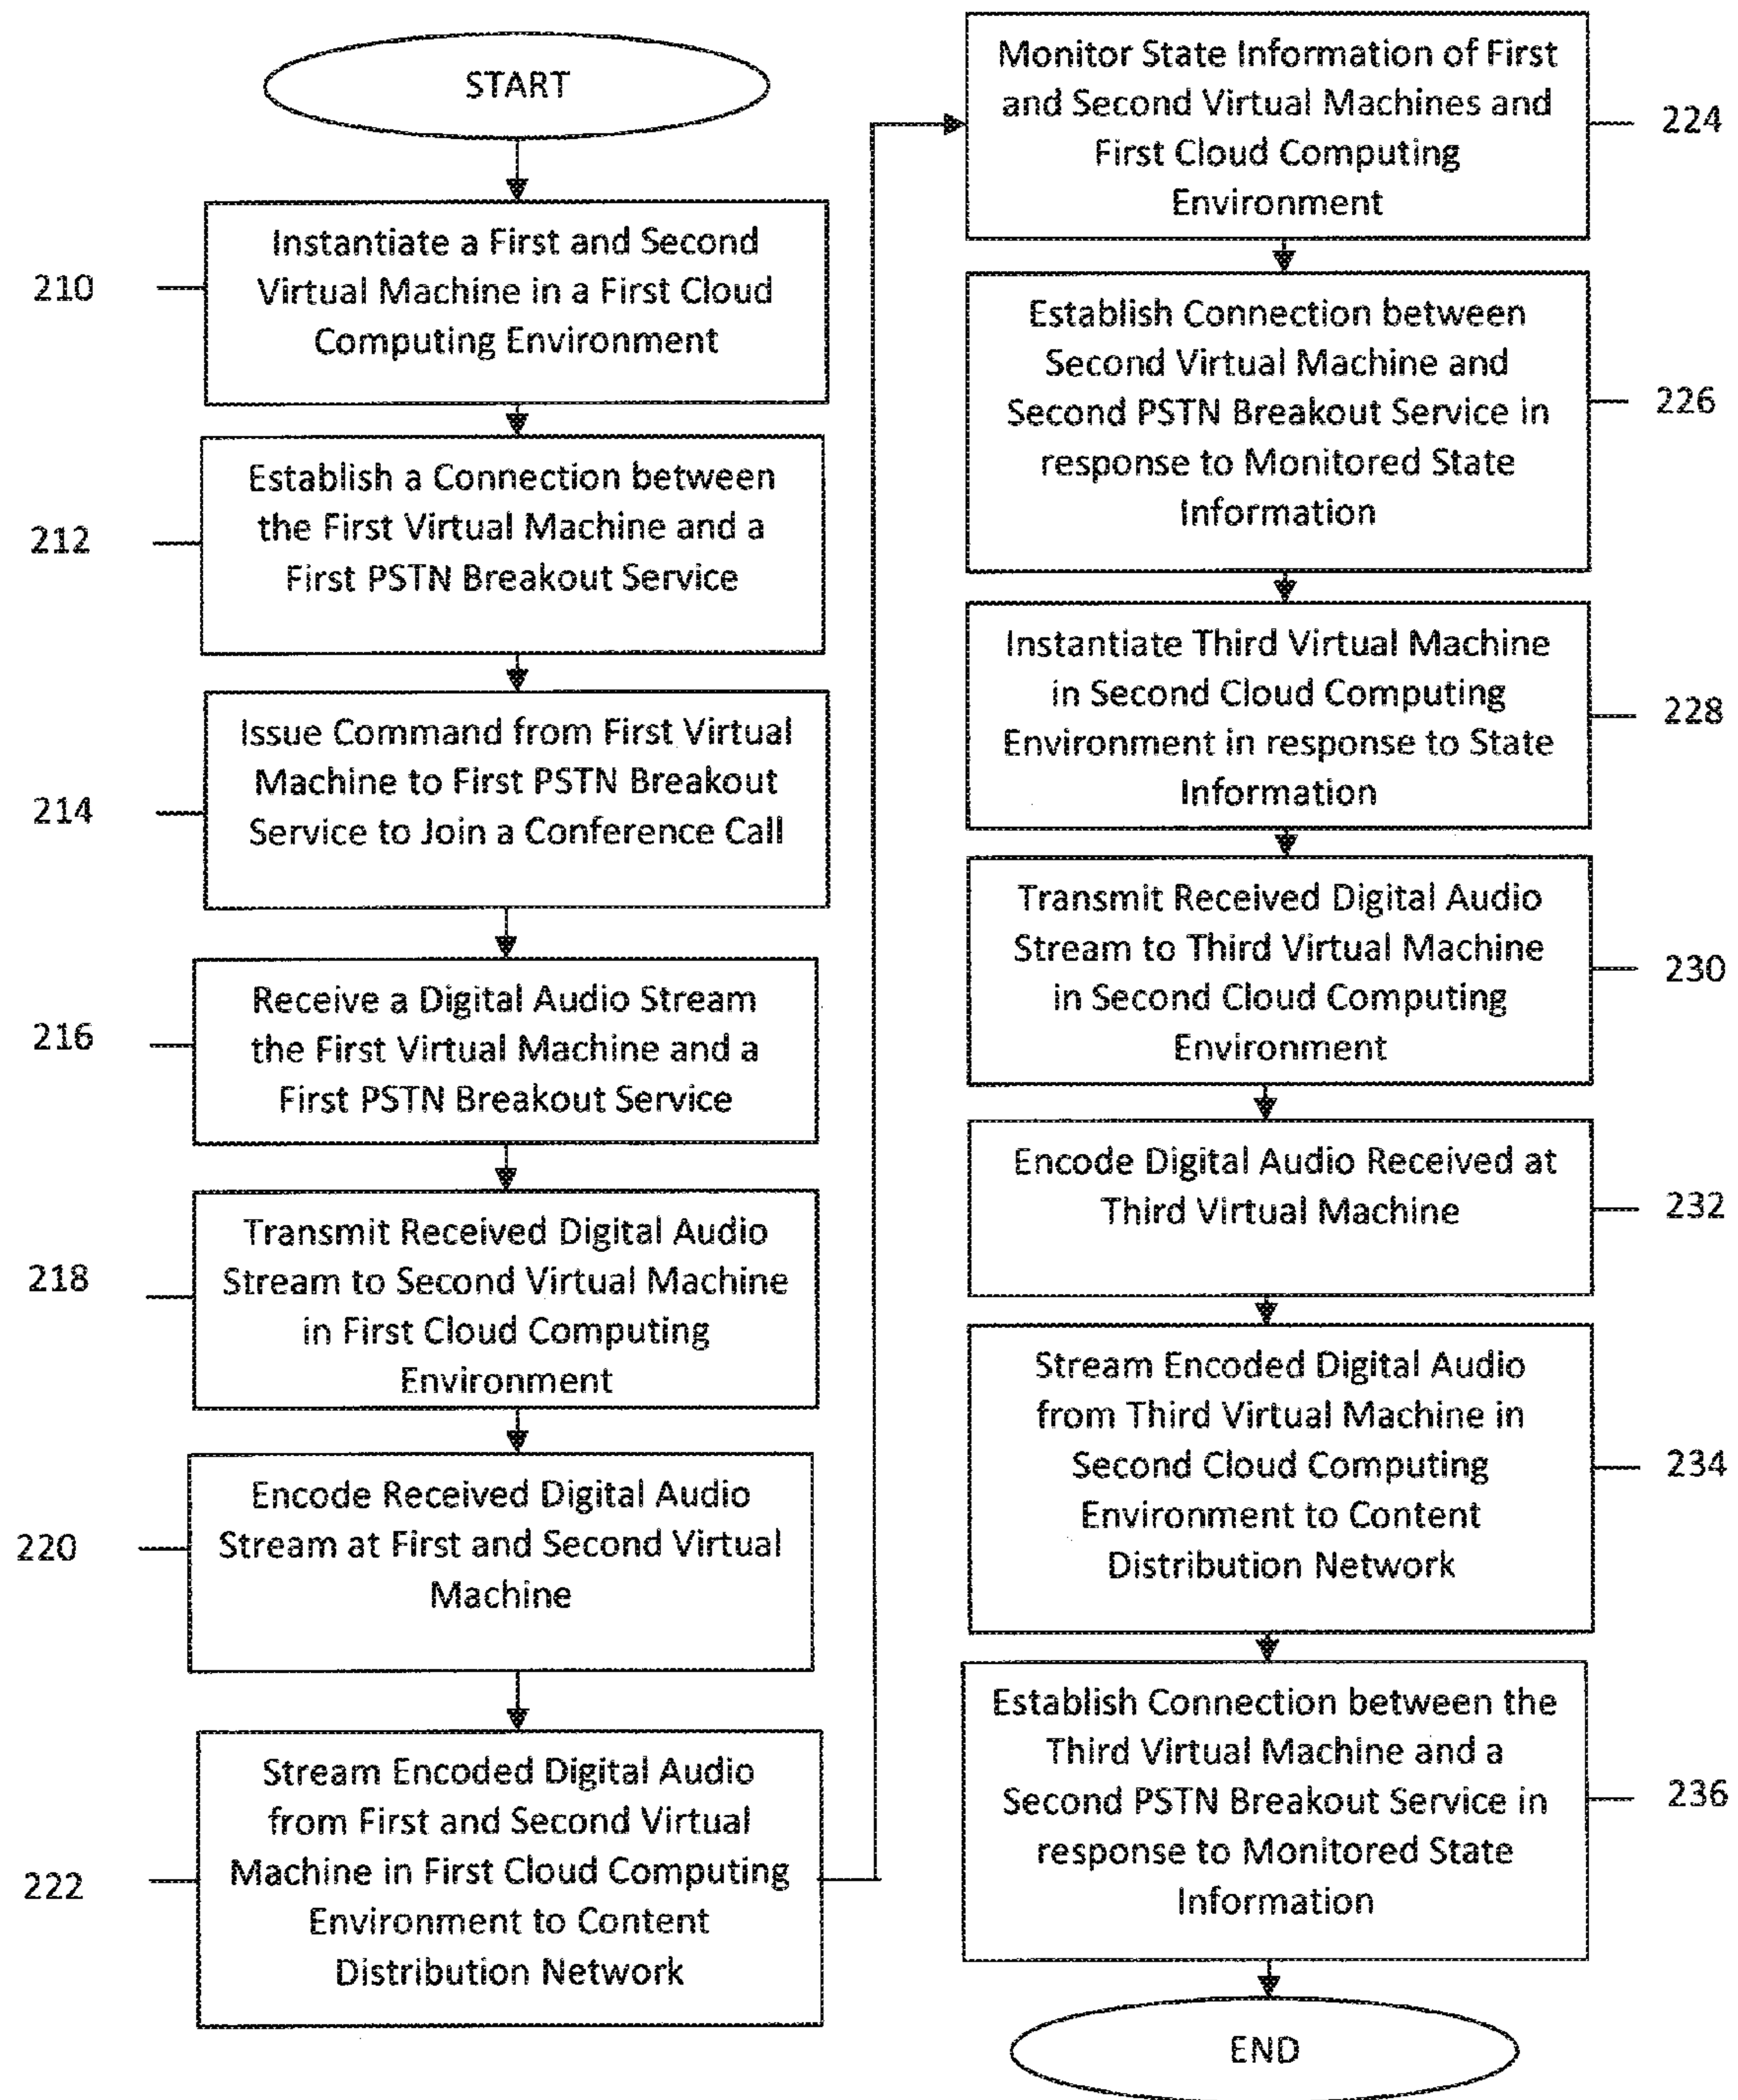 START
210
Instantiate a First and Second
Virtual Machine in a First Cloud
Computing Environment
212
Establish a Connection between
the First Virtual Machine and a
First PSTN Breakout Service
214
Issue Command from First Virtual
Machine to First PSTN Breakout
Service to Join a Conference Call
216
Receive a Digital Audio Stream
the First Virtual Machine and a
First PSTN Breakout Service
218
Transmit Received Digital Audio
Stream to Second Virtual Machine
in First Cloud Computing
Environment
220
Encode Received Digital Audio
Stream at First and Second Virtual
Machine
222
Stream Encoded Digital Audio
from First and Second Virtual
Machine in First Cloud Computing
Environment to Content
Distribution Network
Monitor State Information of First
and Second Virtual Machines and
First Cloud Computing
Environment
224
Establish Connection between
Second Virtual Machine and
Second PSTN Breakout Service in
response to Monitored State
Information
226
Instantiate Third Virtual Machine
in Second Cloud Computing
Environment in response to State
Information
228
Transmit Received Digital Audio
Stream to Third Virtual Machine
in Second Cloud Computing
Environment
230
Encode Digital Audio Received at
Third Virtual Machine
232
Stream Encoded Digital Audio
from Third Virtual Machine in
Second Cloud Computing
Environment to Content
Distribution Network
234
Establish Connection between the
Third Virtual Machine and a
Second PSTN Breakout Service in
response to Monitored State
Information
236
END